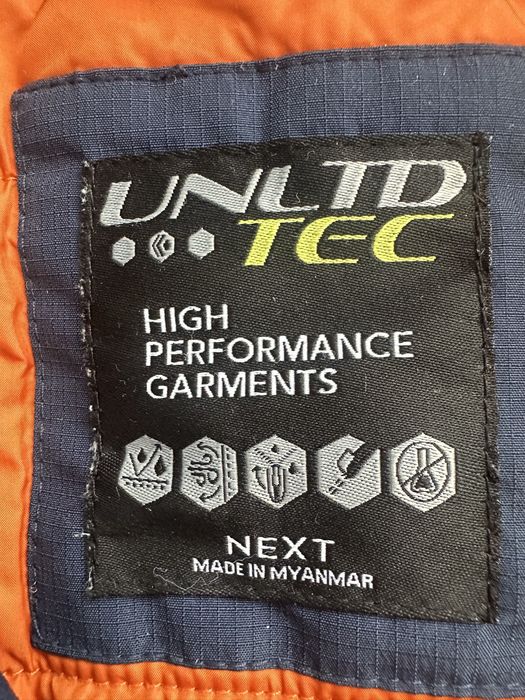 UNLTD
TEC
HIGH
PERFORMANCE
GARMENTS
NEXT
MADE IN MYANMAR